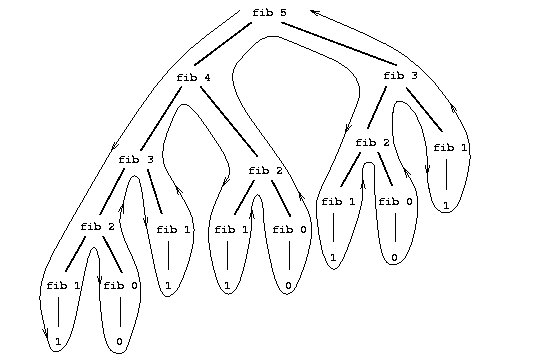 fib 5
fib 4 fib 3
fib 3 fib 2 fib 2 fib 1
fib 2 fib 1 fib 1 fib 0 fib 1 fib 0 1
fib 1 fib 0 1 1 0 1 0
1 0